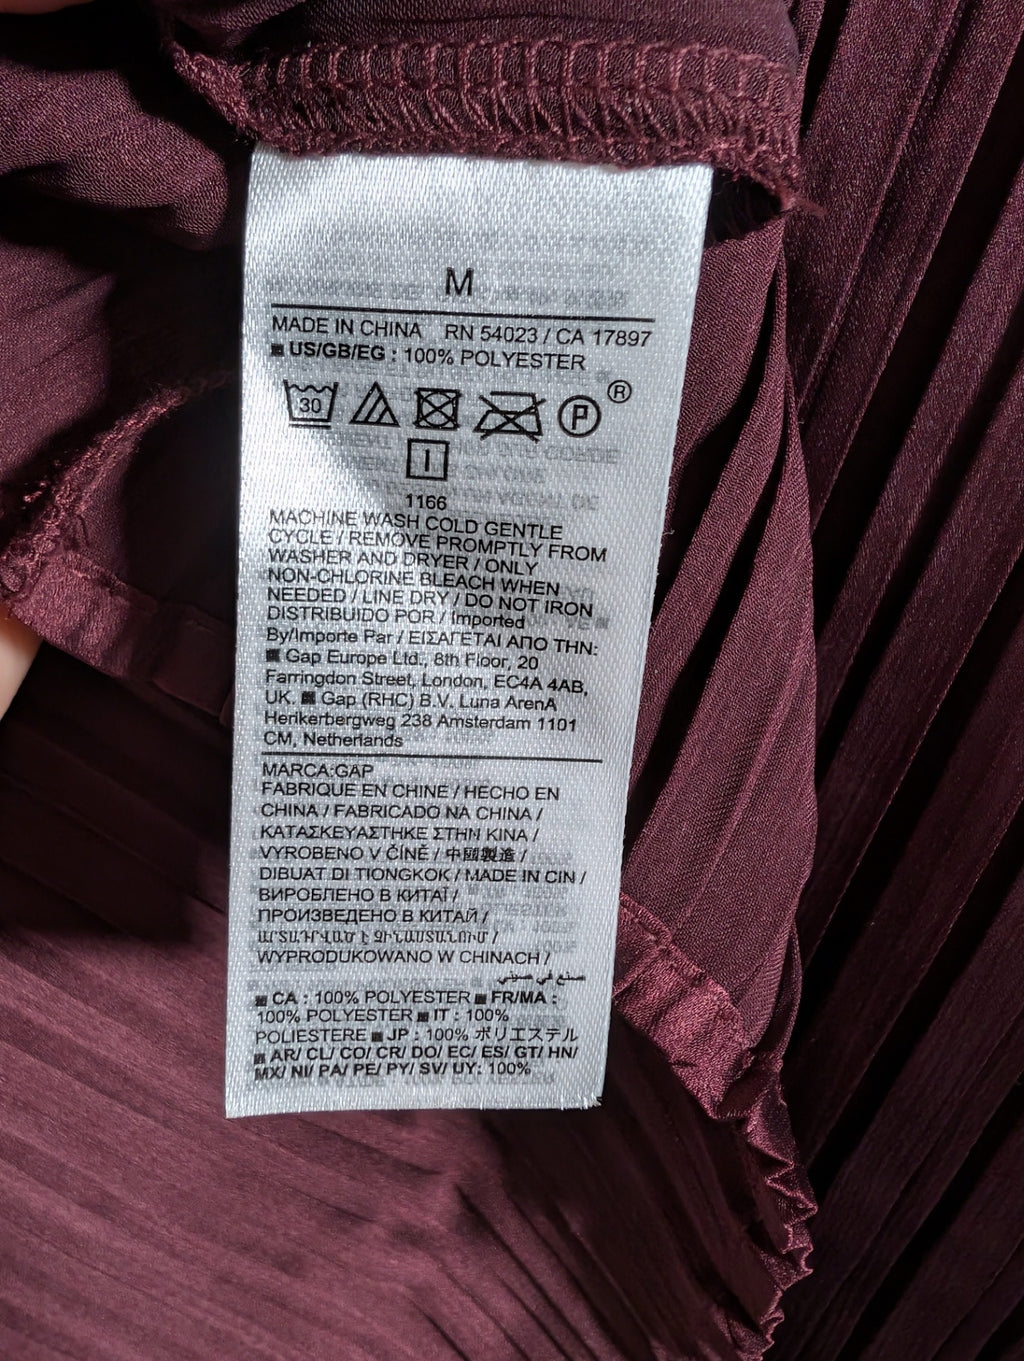 M
MADE IN CHINA RN 54023 / CA 17897
■ US/GB/EG : 100% POLYESTER
30 P ®
1166
MACHINE WASH COLD GENTLE
CYCLE / REMOVE PROMPTLY FROM
WASHER AND DRYER / ONLY
NON-CHLORINE BLEACH WHEN
NEEDED / LINE DRY / DO NOT IRON
DISTRIBUIDO POR / Imported
By/Importe Par / ΕΙΣΑΓΕΤΑΙ ΑΠΟ ΤΗΝ:
■ Gap Europe Ltd., 8th Floor, 20
Farringdon Street, London, EC4A 4AB,
UK. ■ Gap (RHC) B.V. Luna ArenA
Herikerbergweg 238 Amsterdam 1101
CM, Netherlands
MARCA:GAP
FABRIQUE EN CHINE / HECHO EN
CHINA / FABRICADO NA CHINA /
ΚΑΤΑΣΚΕΥΑΣΤΗΚΕ ΣΤΗΝ ΚΙΝΑ /
VYROBENO V ČÍNĚ / 中國製造 /
DIBUAT DI TIONGKOK / MADE IN CIN /
ВИРОБЛЕНО В КИТАЇ /
ПРОИЗВЕДЕНО В КИТАЙ /
ԱՐՏԱԴՐՎԱԾ Է ՉԻՆԱՍՏԱՆՈՒՄ /
WYPRODUKOWANO W CHINACH /
صنع في صيني
■ CA : 100% POLYESTER ■ FR/MA :
100% POLYESTER ■ IT : 100%
POLIESTERE ■ JP : 100% ポリエステル
■ AR/ CL/ CO/ CR/ DO/ EC/ ES/ GT/ HN/
MX/ NI/ PA/ PE/ PY/ SV/ UY: 100%